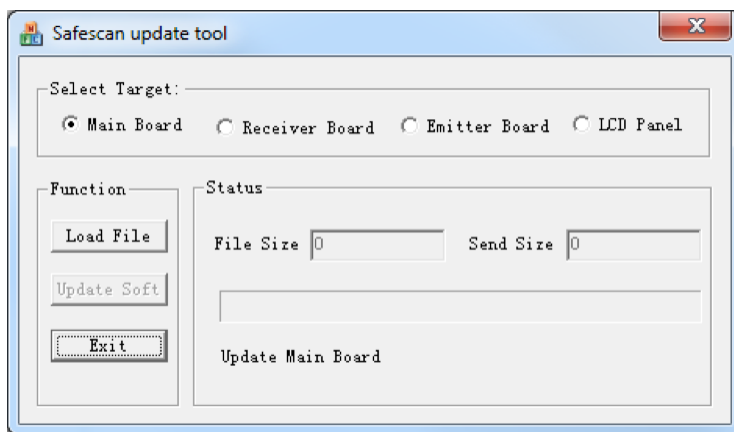 Safescan update tool
Select Target:
Main Board Receiver Board Emitter Board LCD Panel
Function
Status
Load File
File Size 0 Send Size 0
Update Soft
Exit
Update Main Board